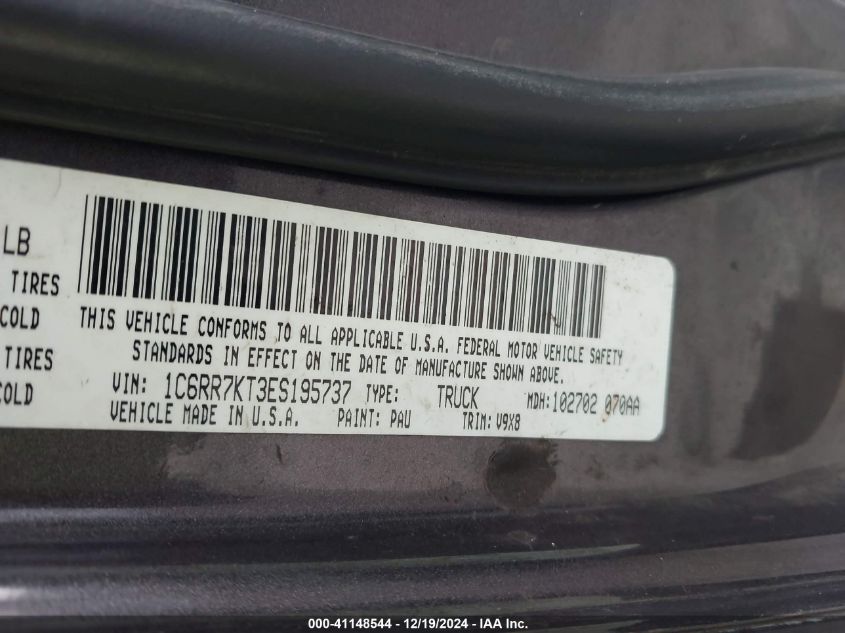 LB
TIRES
COLD
TIRES
COLD
THIS VEHICLE CONFORMS TO ALL APPLICABLE U.S.A. FEDERAL MOTOR VEHICLE SAFETY
STANDARDS IN EFFECT ON THE DATE OF MANUFACTURE SHOWN ABOVE.
VIN: 1C6RR7KT3ES195737 TYPE: TRUCK MDH: 102702 070AA
VEHICLE MADE IN U.S.A. PAINT: PAU TRIM: V9X8
000-41148544 - 12/19/2024 - IAA Inc.